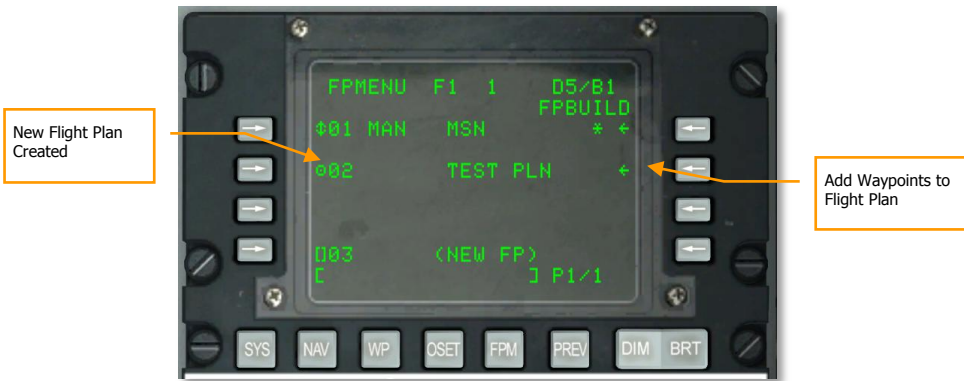 FPMENU F1 1 D5/B1
FPBUILD
New Flight Plan
Created
↕01 MAN MSN * ←
⊙02 TEST PLN ←
Add Waypoints to
Flight Plan
[]03 (NEW FP)
[ ] P1/1
SYS NAV WP OSET FPM PREV DIM BRT